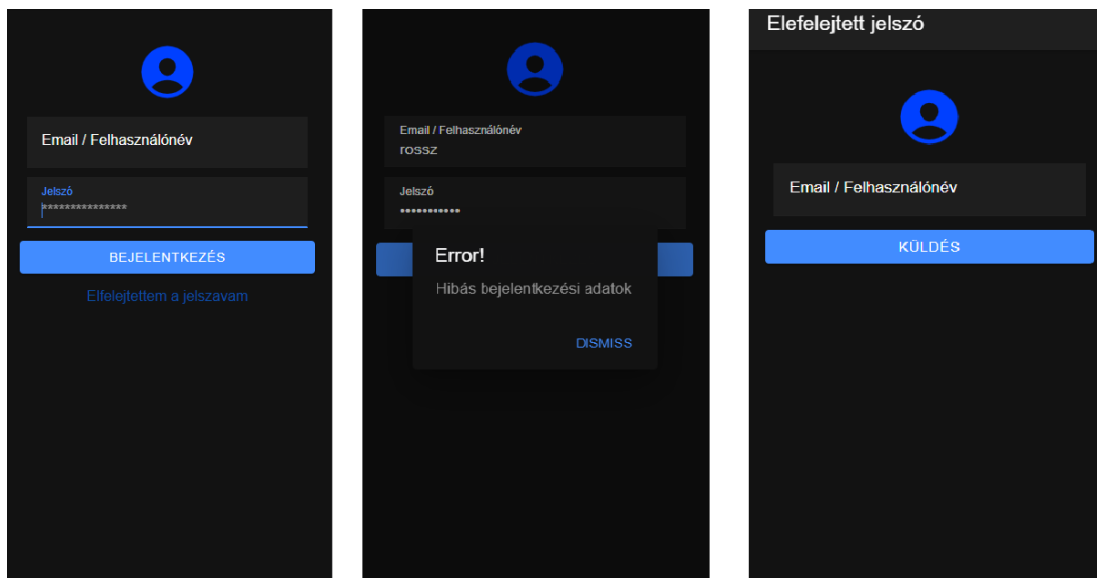 Email / Felhasználónév
Jelszó
***************
BEJELENTKEZÉS
Elfelejtettem a jelszavam
Email / Felhasználónév
rossz
Jelszó
•••••••••••
Error!
Hibás bejelentkezési adatok
DISMISS
Elefelejtett jelszó
Email / Felhasználónév
KÜLDÉS